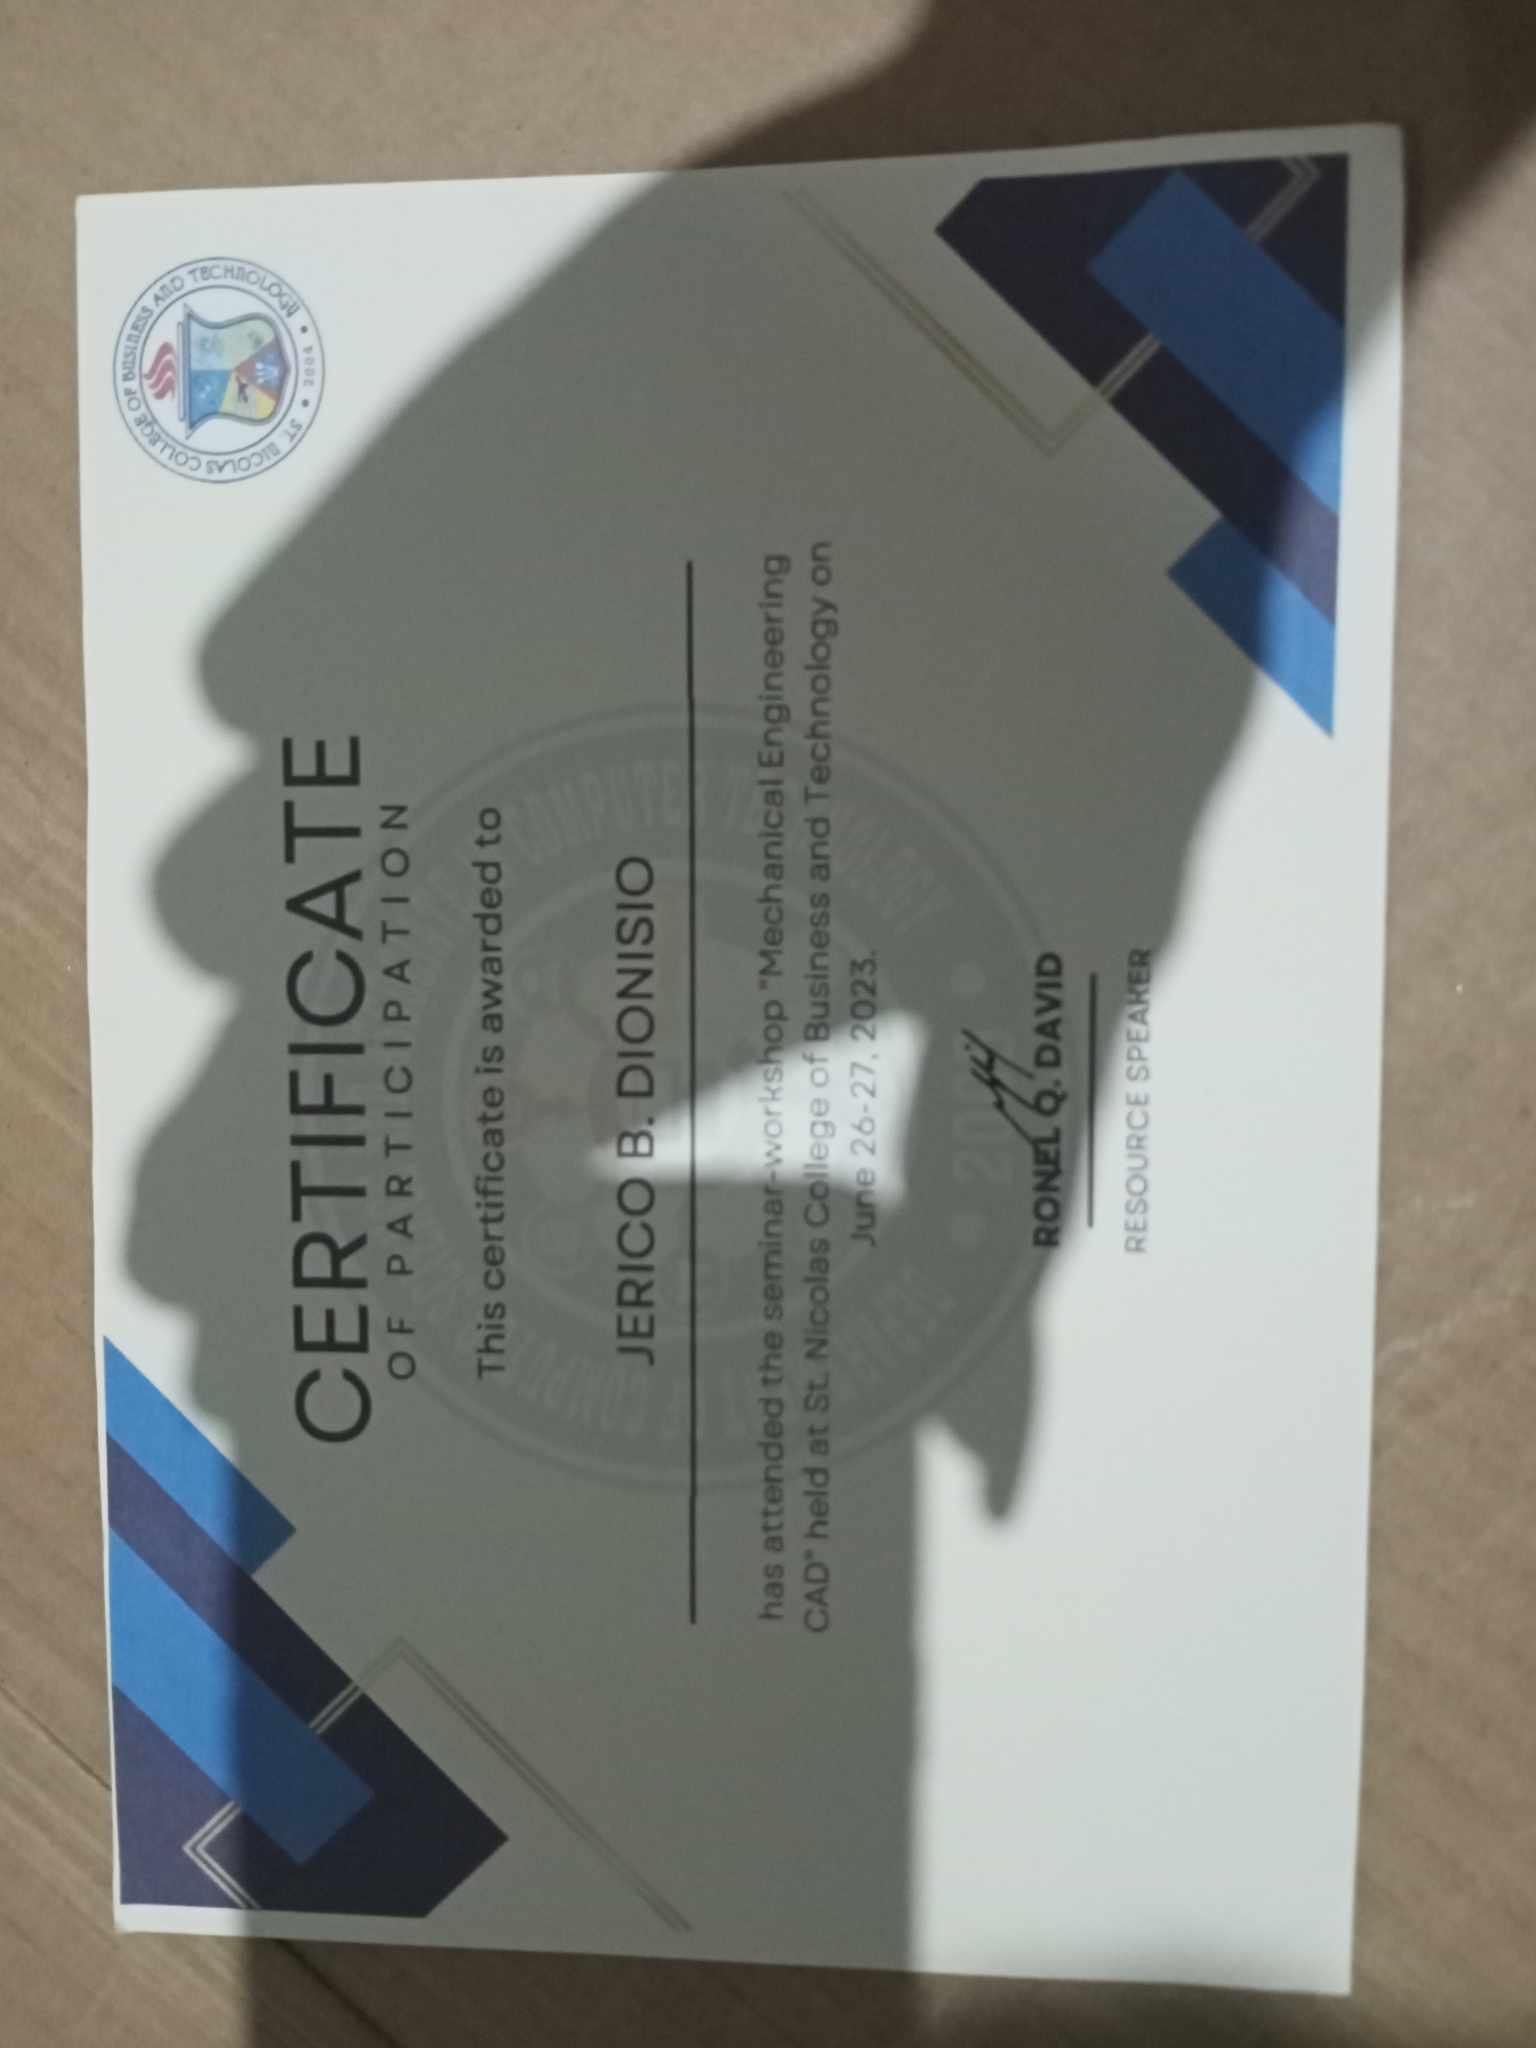 ST. NICOLAS COLLEGE OF BUSINESS AND TECHNOLOGY
2004
CERTIFICATE
OF PARTICIPATION
This certificate is awarded to
JERICO B. DIONISIO
has attended the seminar-workshop "Mechanical Engineering
CAD" held at St. Nicolas College of Business and Technology on
June 26-27, 2023.
RONEL Q. DAVID
RESOURCE SPEAKER